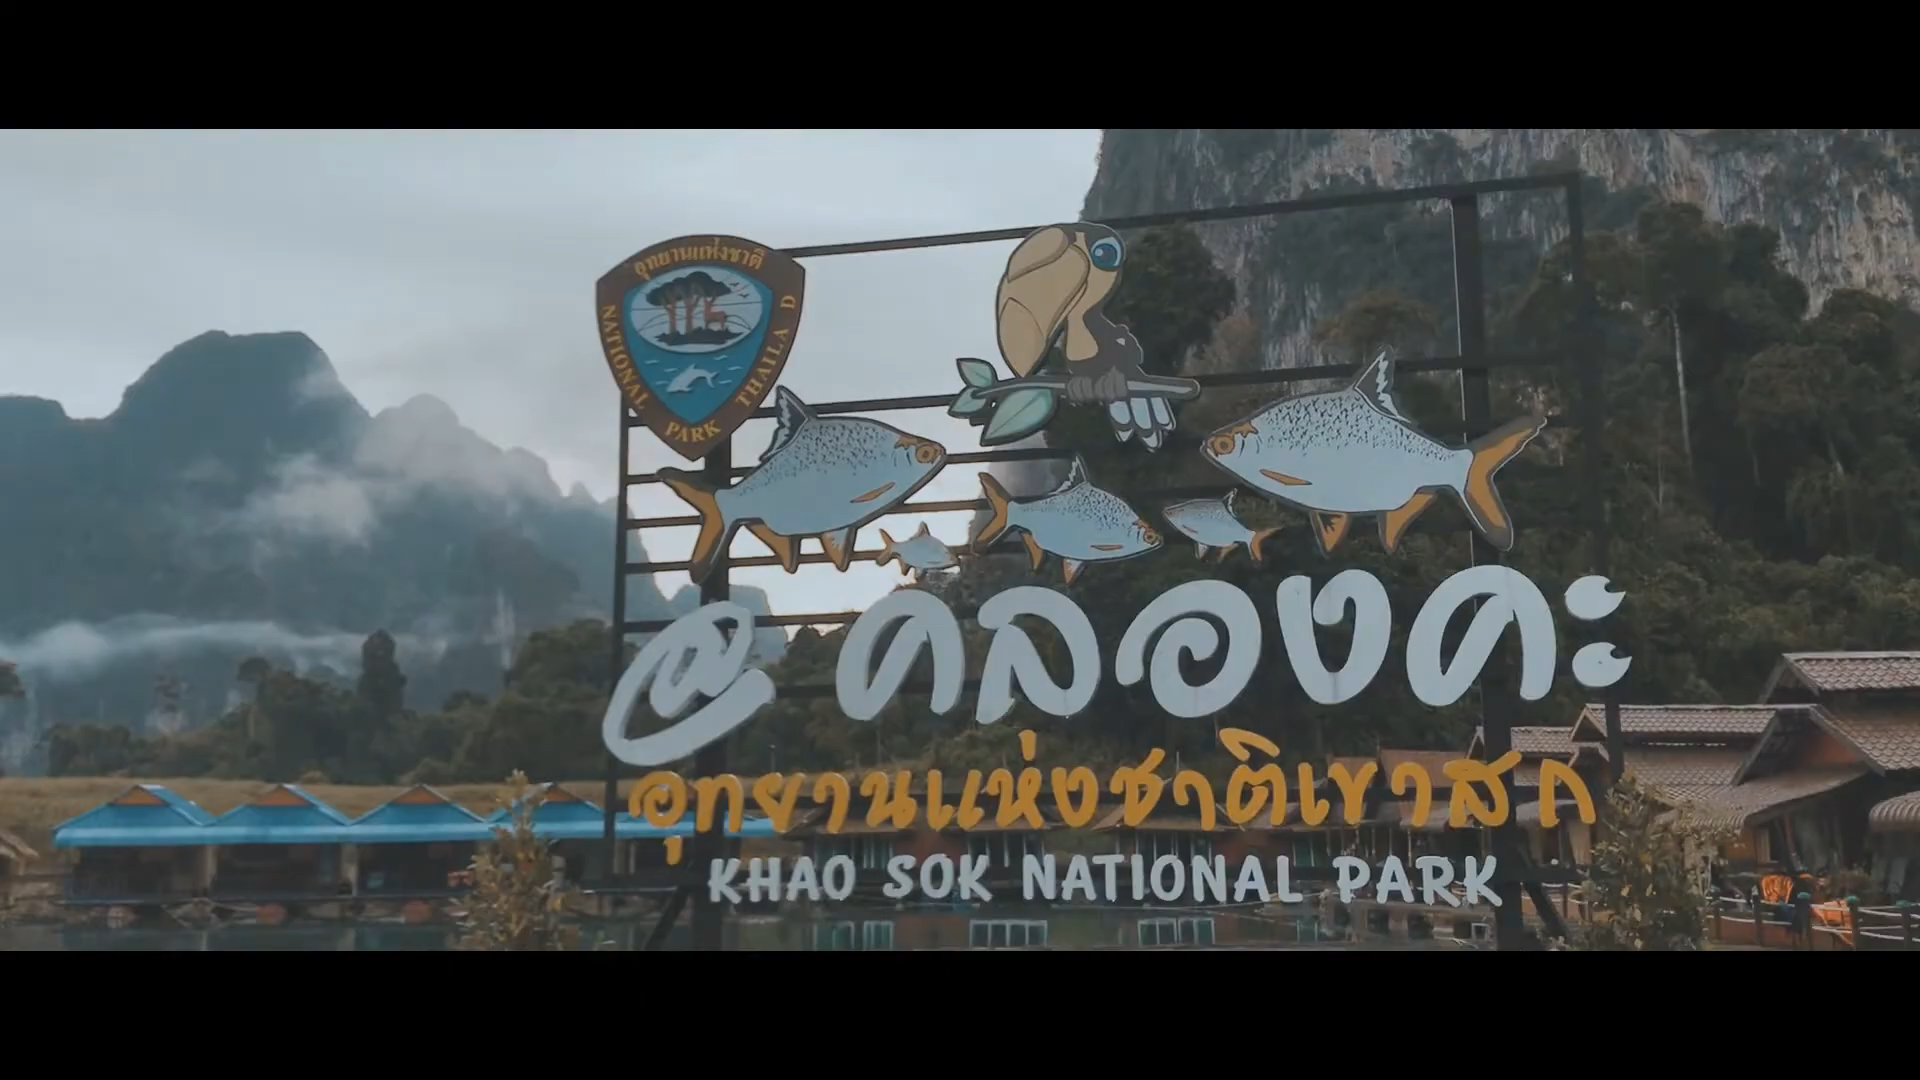 อุทยานแห่งชาติ
NATIONAL
PARK
THAILA D
@ คลองคะ
อุทยานแห่งชาติเขาสก
KHAO SOK NATIONAL PARK